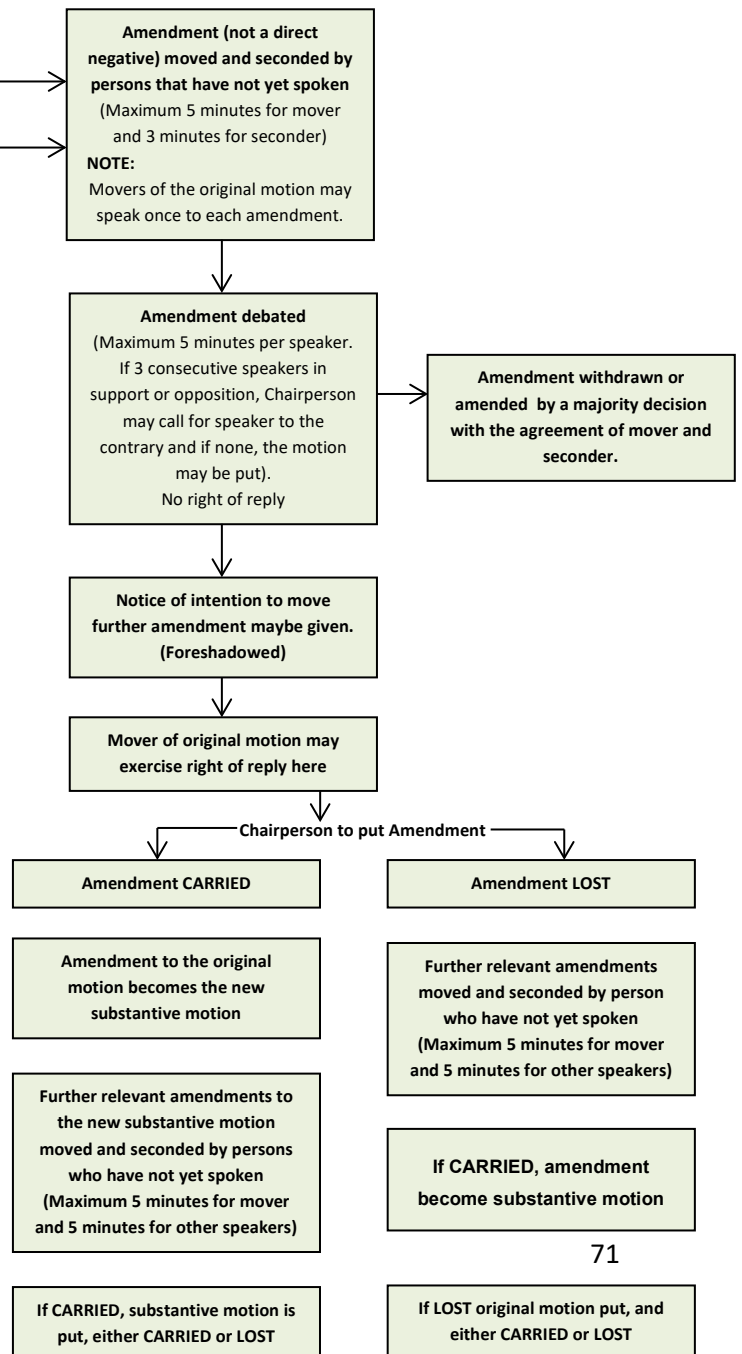 Amendment (not a direct
negative) moved and seconded by
persons that have not yet spoken
(Maximum 5 minutes for mover
and 3 minutes for seconder)
NOTE:
Movers of the original motion may
speak once to each amendment.
Amendment debated
(Maximum 5 minutes per speaker.
If 3 consecutive speakers in
support or opposition, Chairperson
may call for speaker to the
contrary and if none, the motion
may be put).
No right of reply
Amendment withdrawn or
amended by a majority decision
with the agreement of mover and
seconder.
Notice of intention to move
further amendment maybe given.
(Foreshadowed)
Mover of original motion may
exercise right of reply here
Chairperson to put Amendment
Amendment CARRIED
Amendment to the original
motion becomes the new
substantive motion
Further relevant amendments to
the new substantive motion
moved and seconded by persons
who have not yet spoken
(Maximum 5 minutes for mover
and 5 minutes for other speakers)
If CARRIED, substantive motion is
put, either CARRIED or LOST
Amendment LOST
Further relevant amendments
moved and seconded by person
who have not yet spoken
(Maximum 5 minutes for mover
and 5 minutes for other speakers)
If CARRIED, amendment
become substantive motion
71
If LOST original motion put, and
either CARRIED or LOST